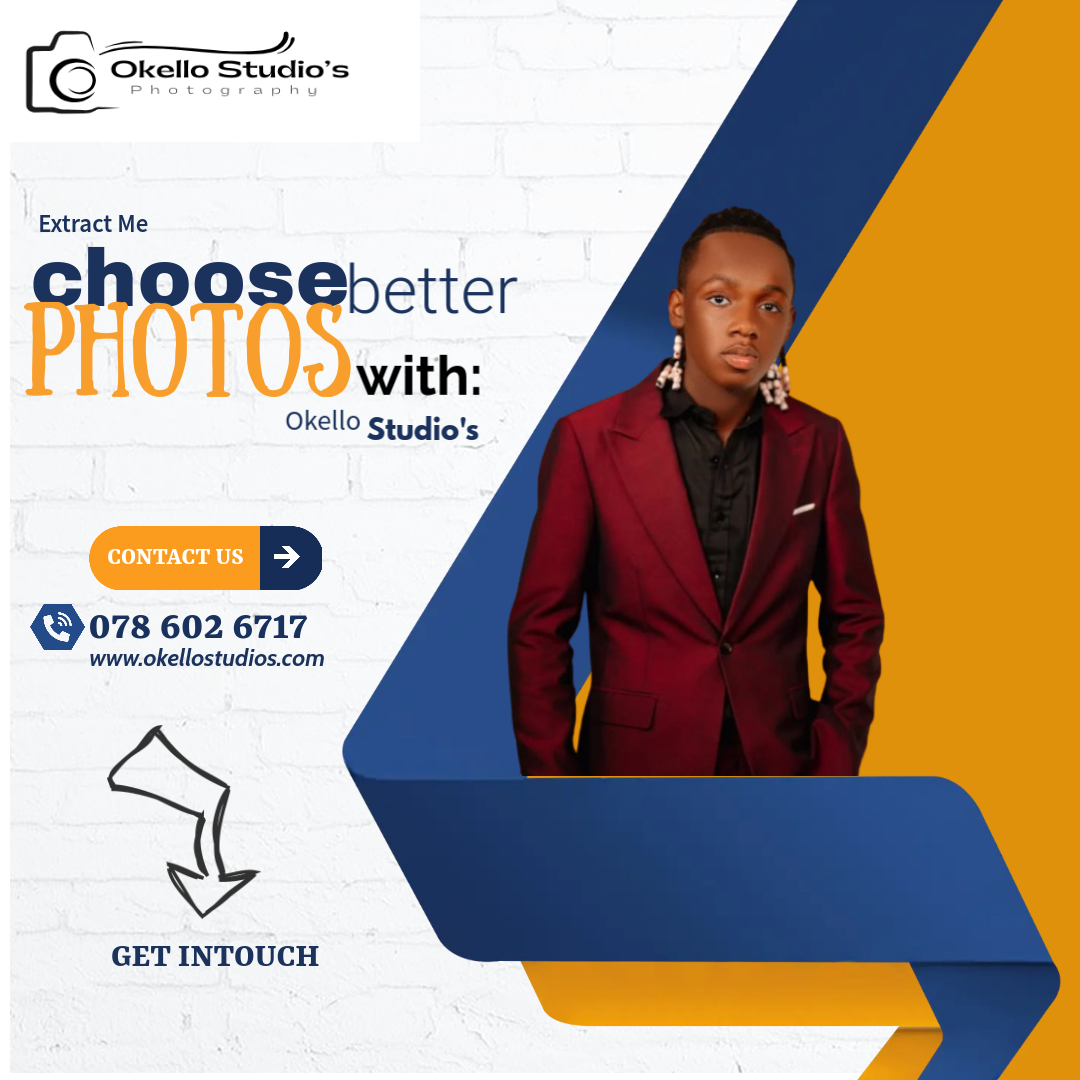 Okello Studio's
Photography
Extract Me
choose better
PHOTOS with:
Okello Studio's
CONTACT US
078 602 6717
www.okellostudios.com
GET INTOUCH